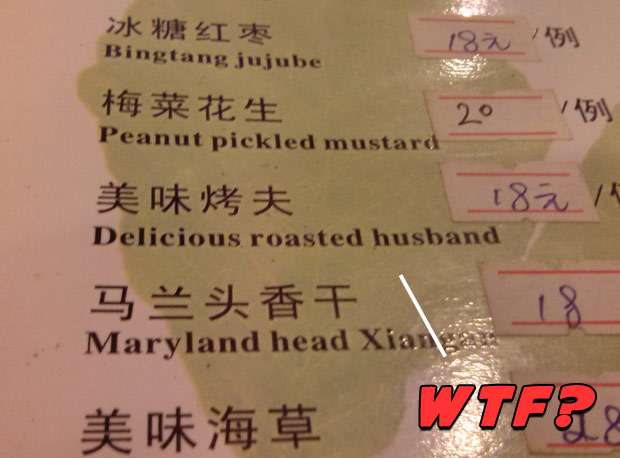 冰糖红枣 18元 /例
Bingtang jujube
梅菜花生 20 /例
Peanut pickled mustard
美味烤夫 18元 /
Delicious roasted husband
马兰头香干 18
Maryland head Xiangan
美味海草 28
WTF?